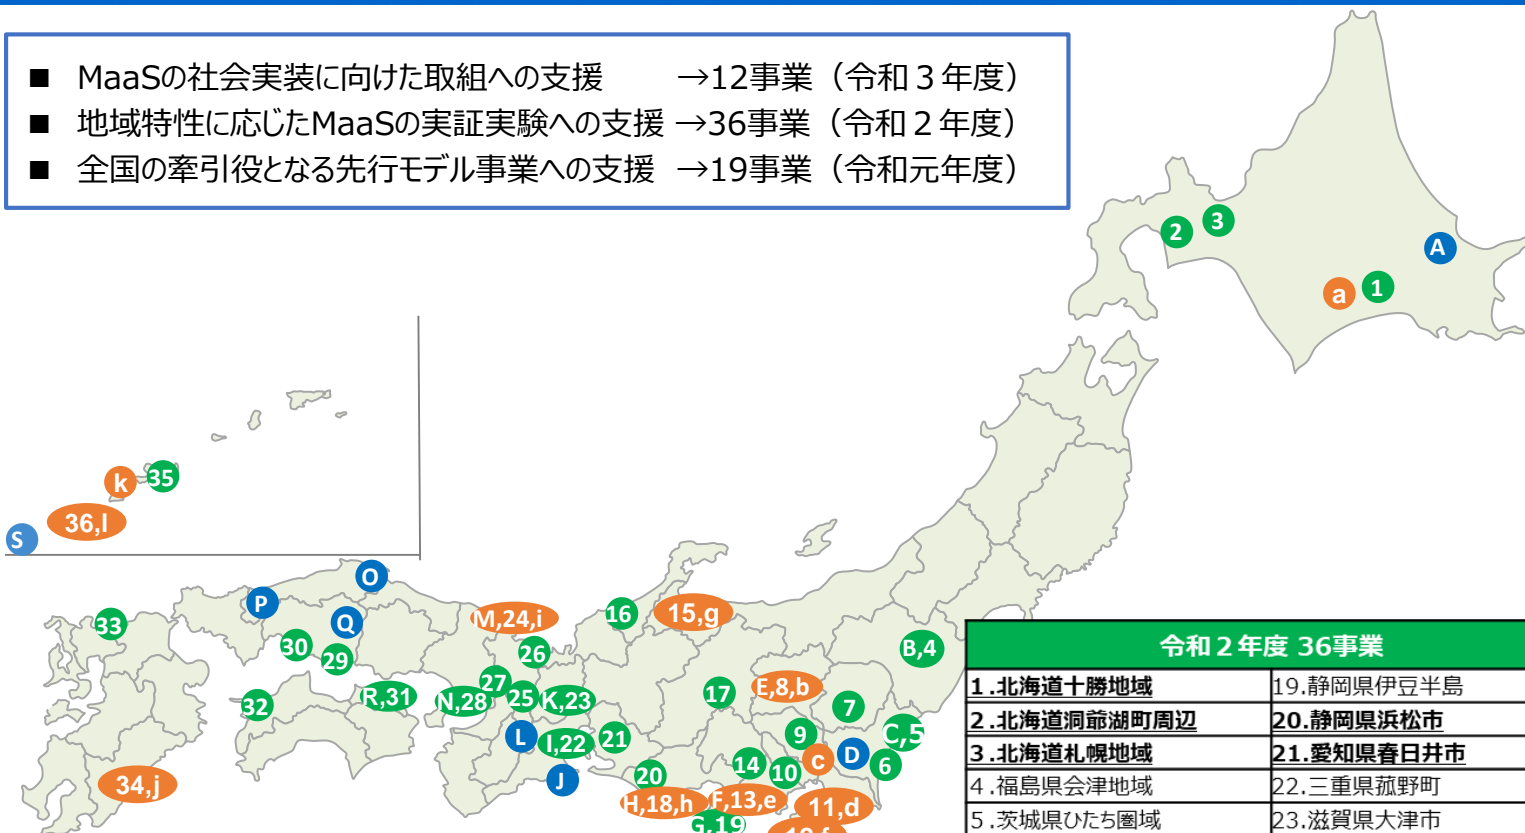 ■ MaaSの社会実装に向けた取組への支援 →12事業（令和３年度）
■ 地域特性に応じたMaaSの実証実験への支援 →36事業（令和２年度）
■ 全国の牽引役となる先行モデル事業への支援 →19事業（令和元年度）
3
2
A
a 1
k 35
36,l
S
O
P
Q
33
M,24,i
16
15,g
B,4
30
29
26
27
R,31
N,28
25
K,23
32
17
E,8,b
7
C,5
L
I,22
21
9
c
D
6
J
20
14
10
34,j
H,18,h
F,13,e
11,d
G,19
令和２年度 36事業
1.北海道十勝地域 19.静岡県伊豆半島
2.北海道洞爺湖町周辺 20.静岡県浜松市
3.北海道札幌地域 21.愛知県春日井市
4.福島県会津地域 22.三重県菰野町
5.茨城県ひたち圏域 23.滋賀県大津市